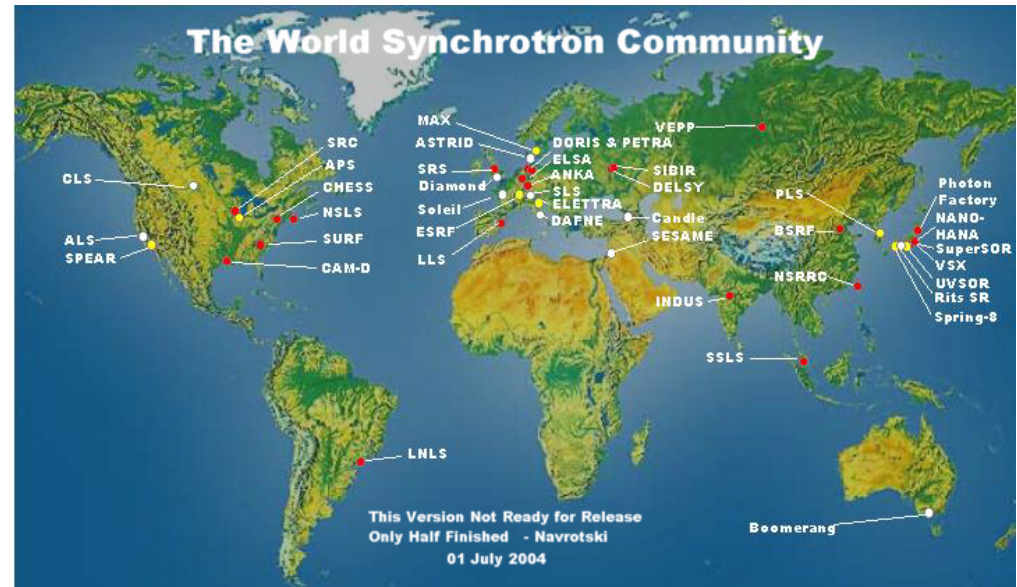 The World Synchrotron Community
MAX
ASTRID
SRS
Diamond
Soleil
ESRF
LLS
DORIS & PETRA
ELSA
ANKA
SLS
ELETTRA
DAFNE
VEPP
SIBIR
DELSY
Candle
SESAME
SRC
APS
CHESS
NSLS
SURF
CAM-D
CLS
ALS
SPEAR
PLS
BSRF
NSRRC
INDUS
SSLS
Photon
Factory
NANO-
HANA
SuperSOR
VSX
UVSOR
Rits SR
Spring-8
LNLS
Boomerang
This Version Not Ready for Release
Only Half Finished - Navrotski
01 July 2004